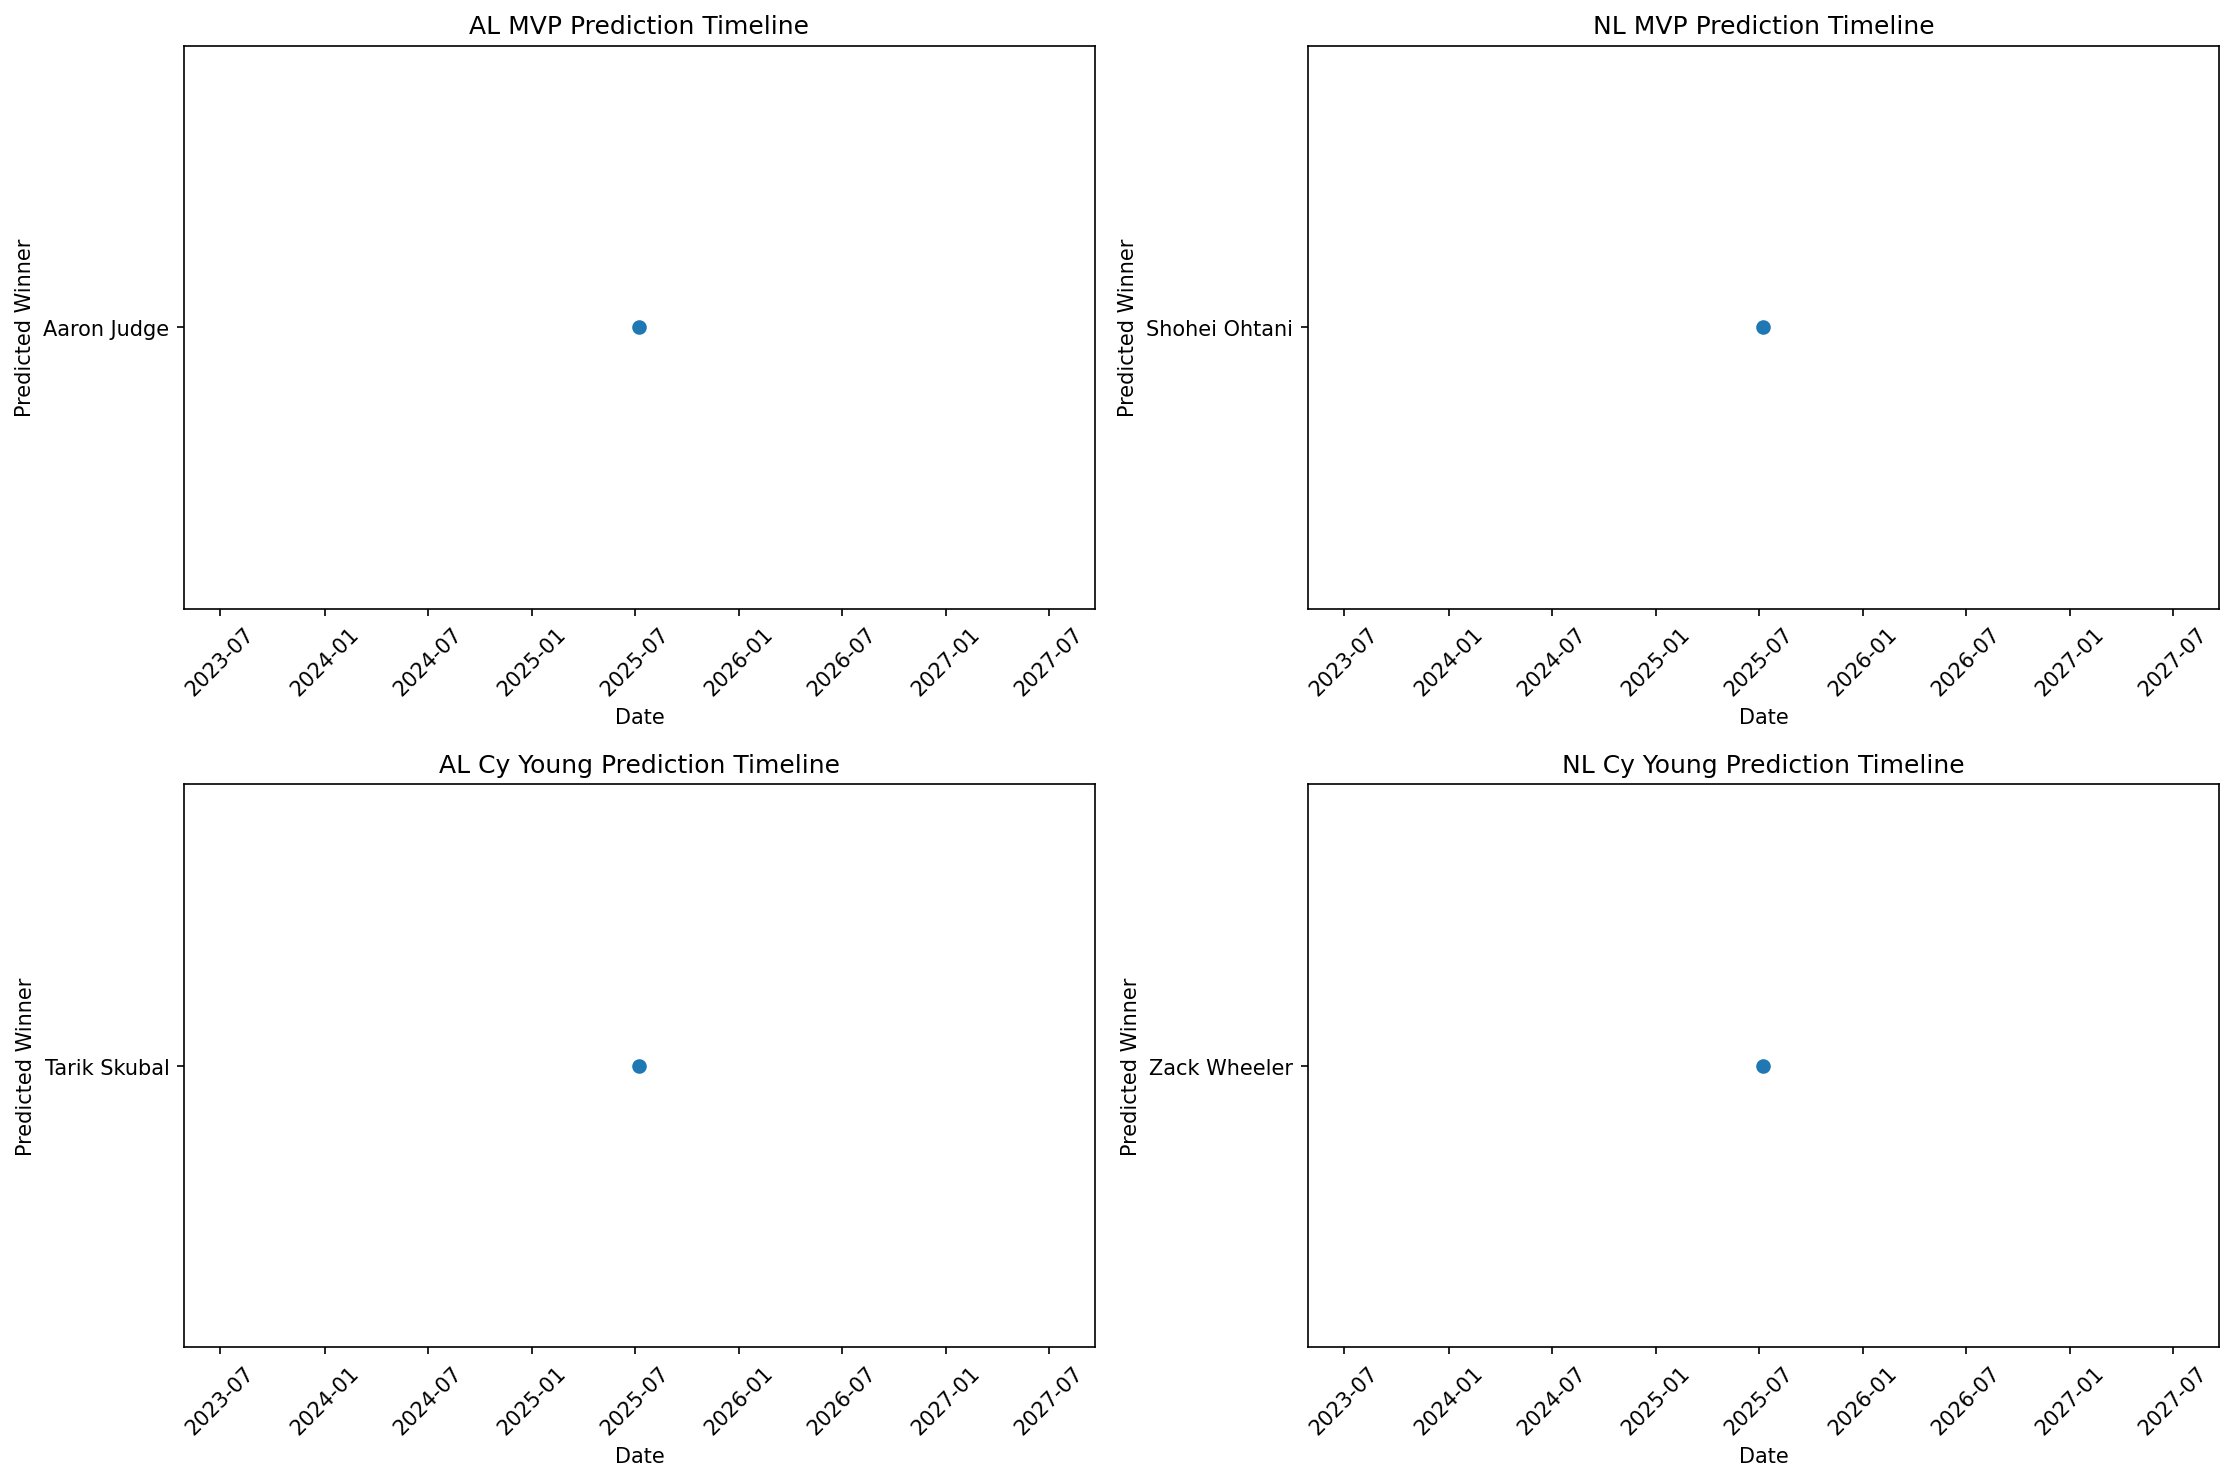 AL MVP Prediction Timeline
Predicted Winner
Aaron Judge
2023-07 2024-01 2024-07 2025-01 2025-07 2026-01 2026-07 2027-01 2027-07
Date
NL MVP Prediction Timeline
Predicted Winner
Shohei Ohtani
2023-07 2024-01 2024-07 2025-01 2025-07 2026-01 2026-07 2027-01 2027-07
Date
AL Cy Young Prediction Timeline
Predicted Winner
Tarik Skubal
2023-07 2024-01 2024-07 2025-01 2025-07 2026-01 2026-07 2027-01 2027-07
Date
NL Cy Young Prediction Timeline
Predicted Winner
Zack Wheeler
2023-07 2024-01 2024-07 2025-01 2025-07 2026-01 2026-07 2027-01 2027-07
Date